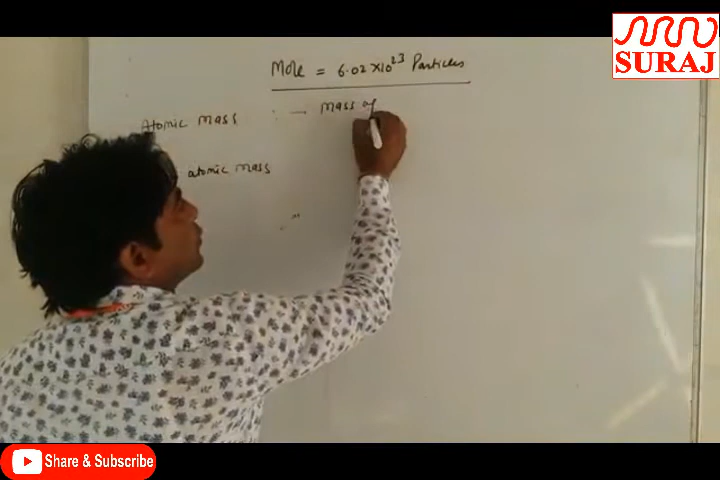 SURAJ
Mole = 6.02 × 10²³ Particles
Atomic Mass :— Mass of
atomic mass
Share & Subscribe